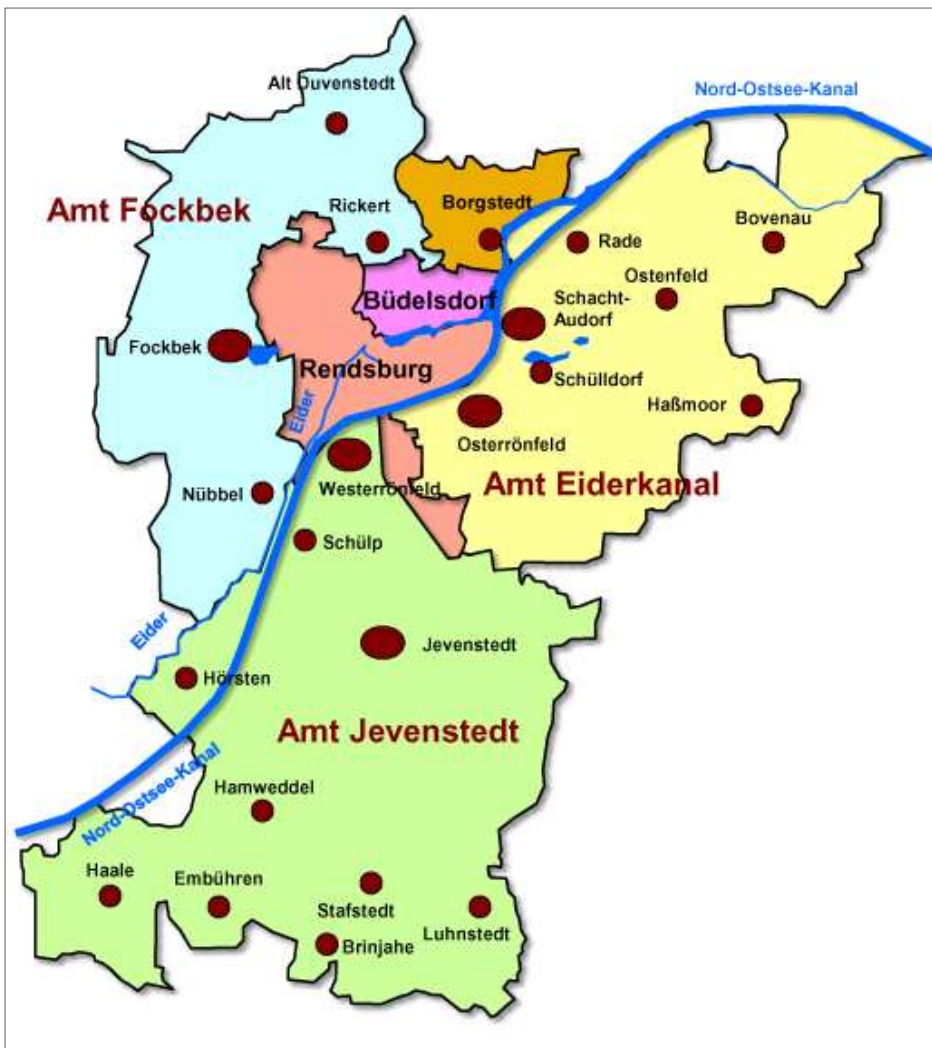 Alt Duvenstedt
Nord-Ostsee-Kanal
Amt Fockbek
Rickert
Borgstedt
Rade
Bovenau
Ostenfeld
Büdelsdorf
Schacht-
Audorf
Fockbek
Rendsburg
Schülldorf
Eider
Haßmoor
Osterrönfeld
Nübbel
Westerrönfeld
Amt Eiderkanal
Schülp
Eider
Jevenstedt
Hörsten
Amt Jevenstedt
Nord-Ostsee-Kanal
Hamweddel
Haale
Embühren
Stafstedt
Luhnstedt
Brinjahe